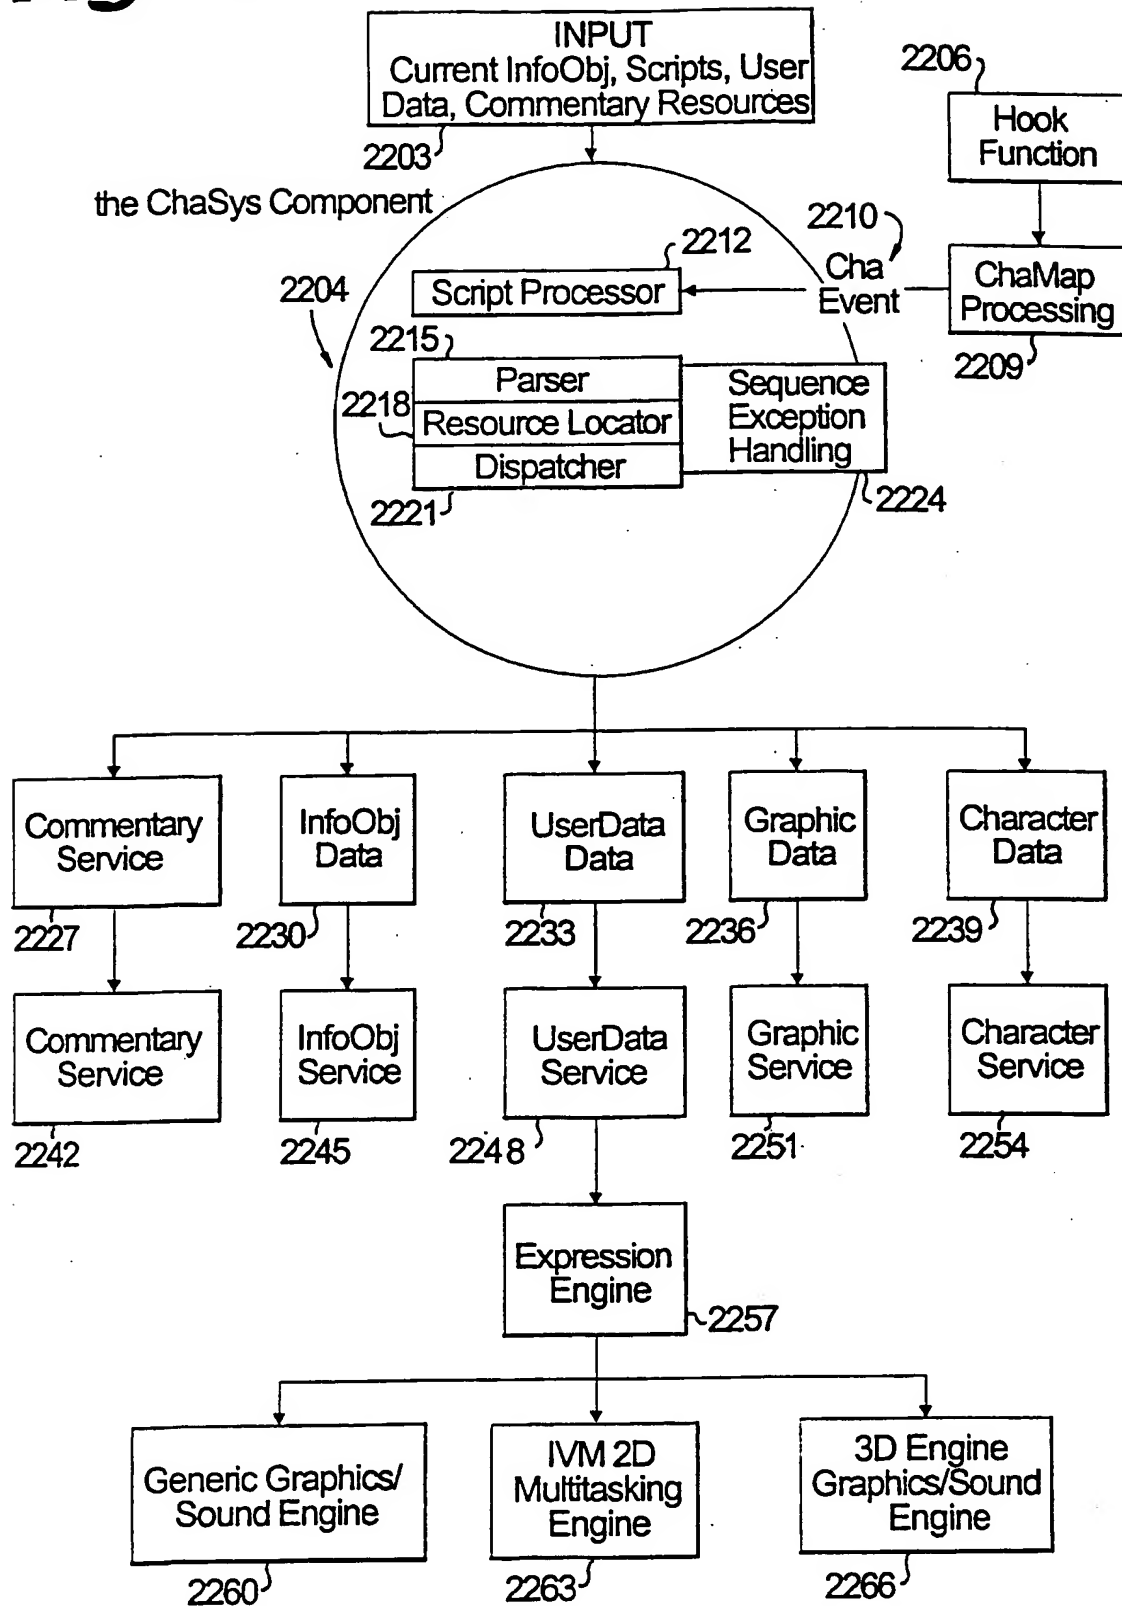 INPUT
Current InfoObj, Scripts, User
Data, Commentary Resources
2203
2206
Hook
Function
the ChaSys Component
2210
2212
Cha
Event
ChaMap
Processing
2209
2204
Script Processor
2215
Parser
2218
Resource Locator
Dispatcher
2221
Sequence
Exception
Handling
2224
Commentary
Service
2227
InfoObj
Data
2230
UserData
Data
2233
Graphic
Data
2236
Character
Data
2239
Commentary
Service
2242
InfoObj
Service
2245
UserData
Service
2248
Graphic
Service
2251
Character
Service
2254
Expression
Engine
2257
Generic Graphics/
Sound Engine
2260
IVM 2D
Multitasking
Engine
2263
3D Engine
Graphics/Sound
Engine
2266